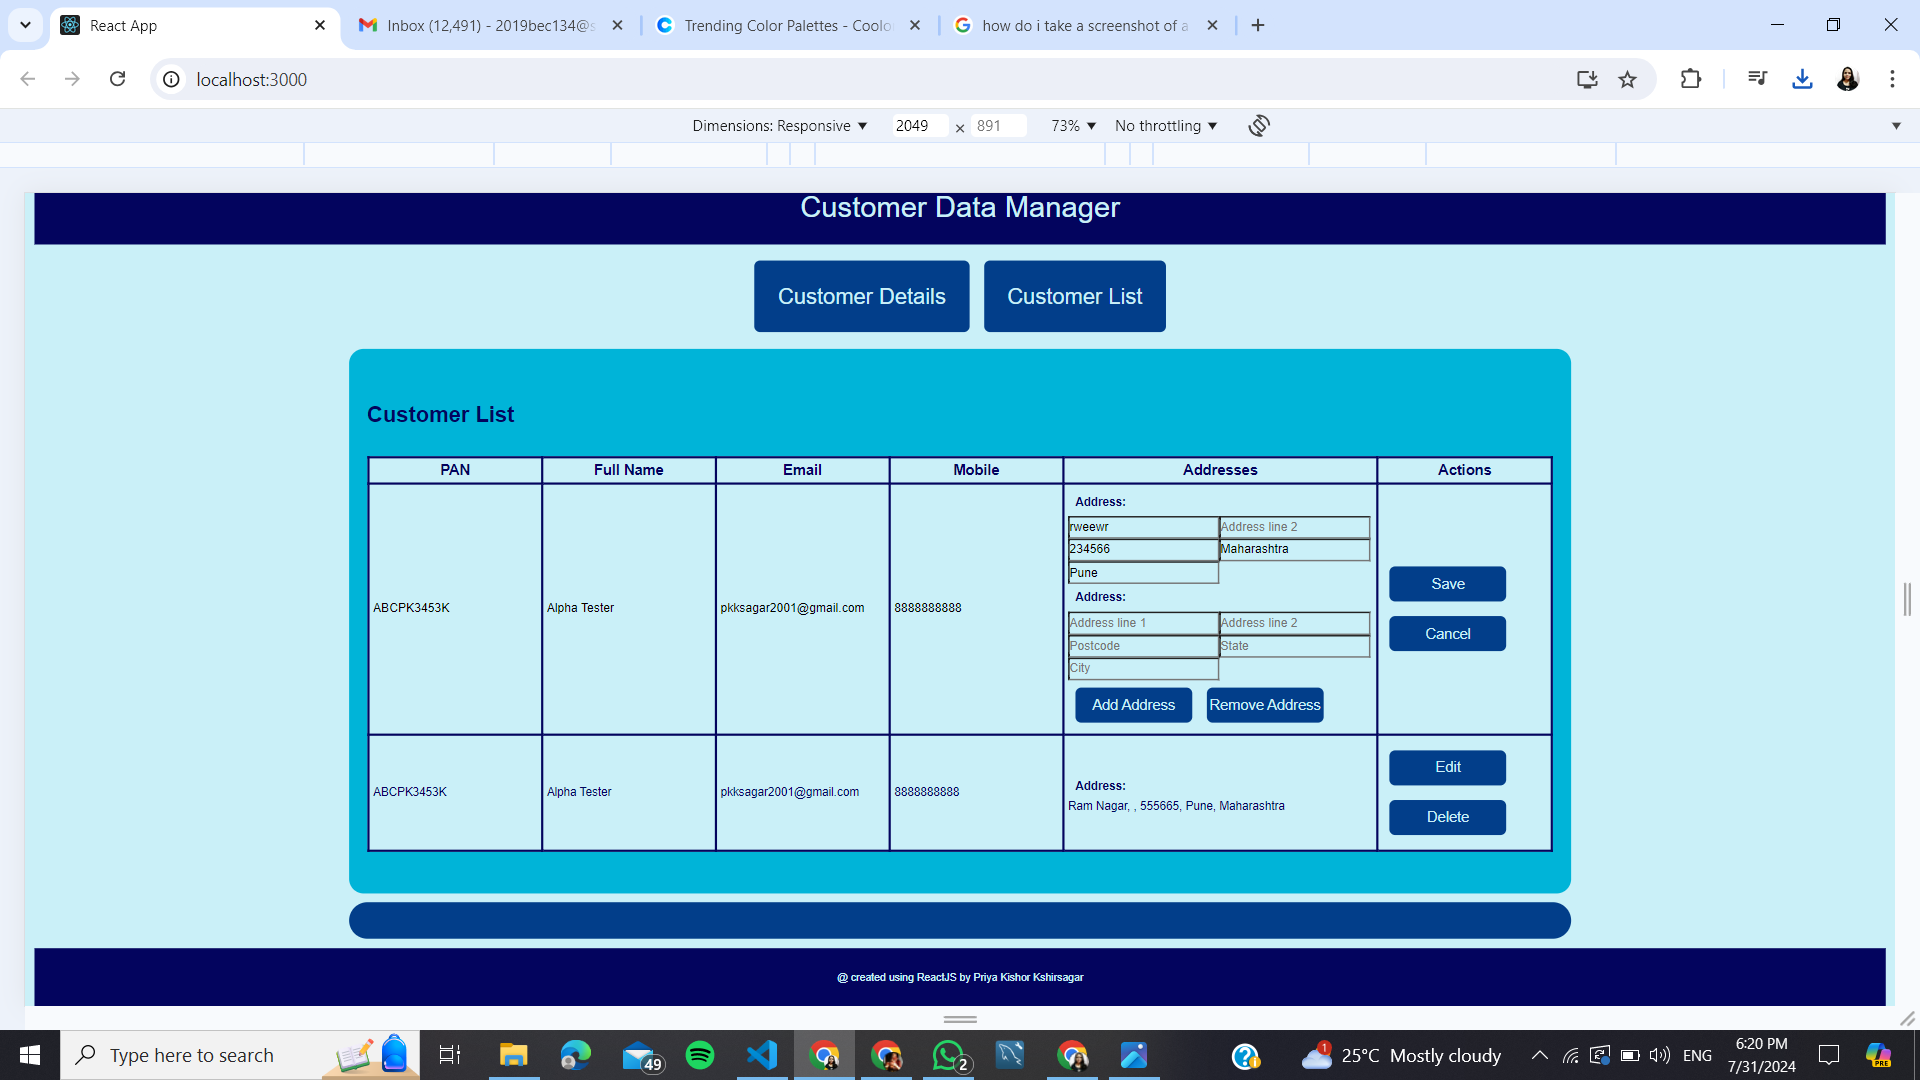 React App
Inbox (12,491) - 2019bec134@s
Trending Color Palettes - Coolo
how do i take a screenshot of a
localhost:3000
Dimensions: Responsive 2049 × 891 73% No throttling
Customer Data Manager
Customer Details Customer List
Customer List
PAN Full Name Email Mobile Addresses Actions
Address:
rweewr Address line 2
234566 Maharashtra
Pune
ABCPK3453K Alpha Tester pkksagar2001@gmail.com 8888888888
Save
Cancel
Address:
Address line 1 Address line 2
Postcode State
City
Add Address Remove Address
ABCPK3453K Alpha Tester pkksagar2001@gmail.com 8888888888
Address:
Ram Nagar, , 555665, Pune, Maharashtra
Edit
Delete
@ created using ReactJS by Priya Kishor Kshirsagar
Type here to search
49
2
1
25°C Mostly cloudy
ENG
6:20 PM
7/31/2024
PRE